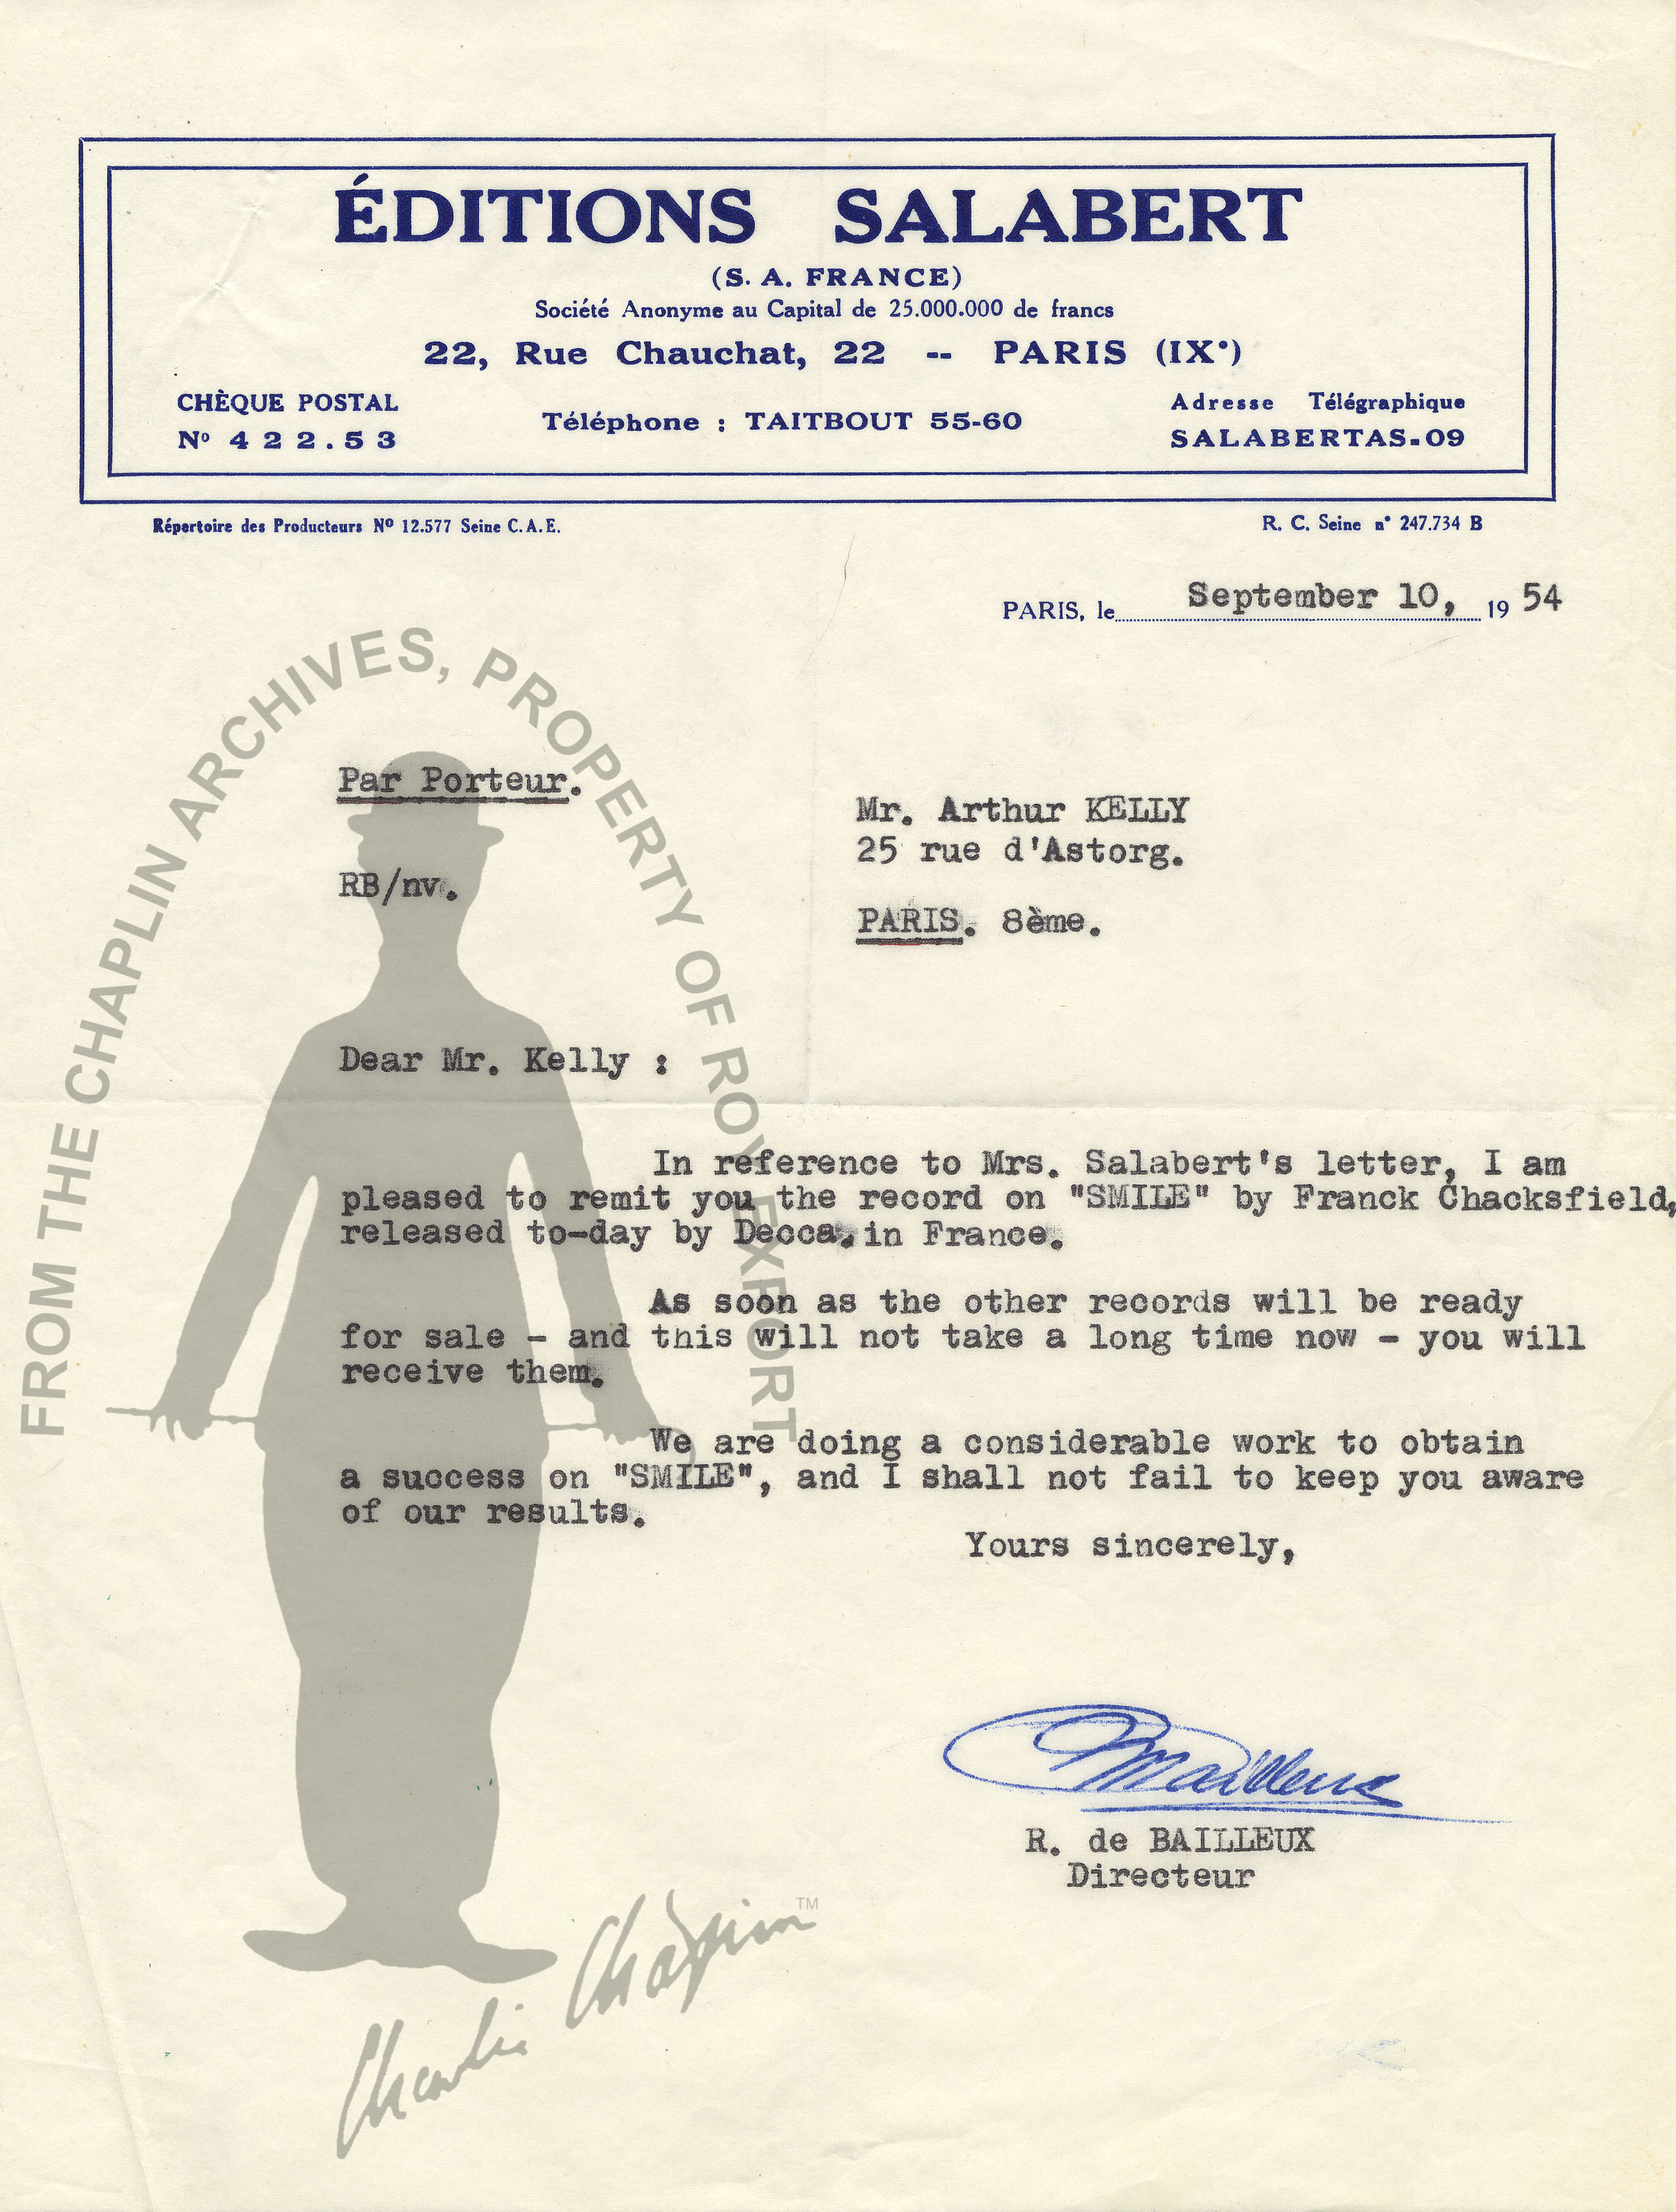 ÉDITIONS SALABERT
(S. A. FRANCE)
Société Anonyme au Capital de 25.000.000 de francs
22, Rue Chauchat, 22 -- PARIS (IX°)
CHÈQUE POSTAL
Nº 422.53
Téléphone : TAITBOUT 55-60
Adresse Télégraphique
SALABERTAS-09
Répertoire des Producteurs Nº 12.577 Seine C.A.E.
R. C. Seine n° 247.734 B
PARIS, le September 10, 19 54
Par Porteur.
Mr. Arthur KELLY
25 rue d'Astorg.
RB/nv.
PARIS. 8ème.
Dear Mr. Kelly :
In reference to Mrs. Salabert's letter, I am
pleased to remit you the record on "SMILE" by Franck Chacksfield,
released to-day by Decca. in France.
As soon as the other records will be ready
for sale - and this will not take a long time now - you will
receive them.
We are doing a considerable work to obtain
a success on "SMILE", and I shall not fail to keep you aware
of our results.
Yours sincerely,
R. de BAILLEUX
Directeur
FROM THE CHAPLIN ARCHIVES, PROPERTY OF ROY EXPORT
Charlie Chaplin™